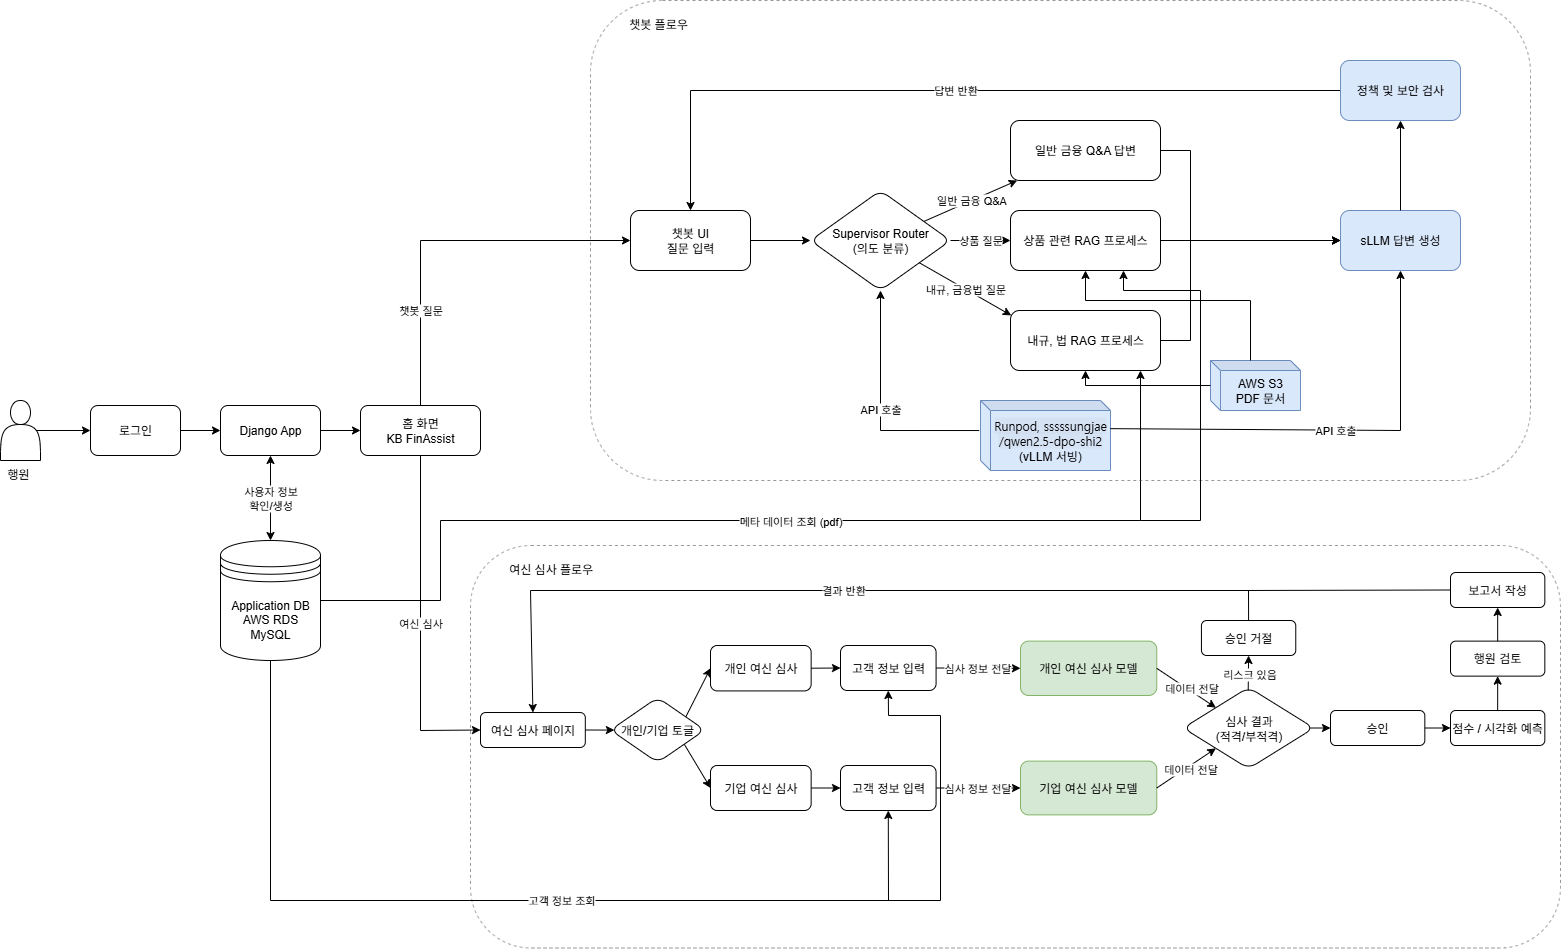 챗봇 플로우
정책 및 보안 검사
답변 반환
일반 금융 Q&A 답변
일반 금융 Q&A
챗봇 UI
질문 입력
Supervisor Router
(의도 분류)
상품 질문
상품 관련 RAG 프로세스
sLLM 답변 생성
내규, 금융법 질문
챗봇 질문
내규, 법 RAG 프로세스
AWS S3
PDF 문서
API 호출
Runpod, sssssungjae
/qwen2.5-dpo-shi2
(vLLM 서빙)
API 호출
행원
로그인
Django App
홈 화면
KB FinAssist
사용자 정보
확인/생성
메타 데이터 조회 (pdf)
Application DB
AWS RDS
MySQL
여신 심사
여신 심사 플로우
결과 반환
보고서 작성
승인 거절
행원 검토
리스크 있음
개인 여신 심사
고객 정보 입력
심사 정보 전달
개인 여신 심사 모델
데이터 전달
여신 심사 페이지
개인/기업 토글
심사 결과
(적격/부적격)
승인
점수 / 시각화 예측
기업 여신 심사
고객 정보 입력
심사 정보 전달
기업 여신 심사 모델
데이터 전달
고객 정보 조회